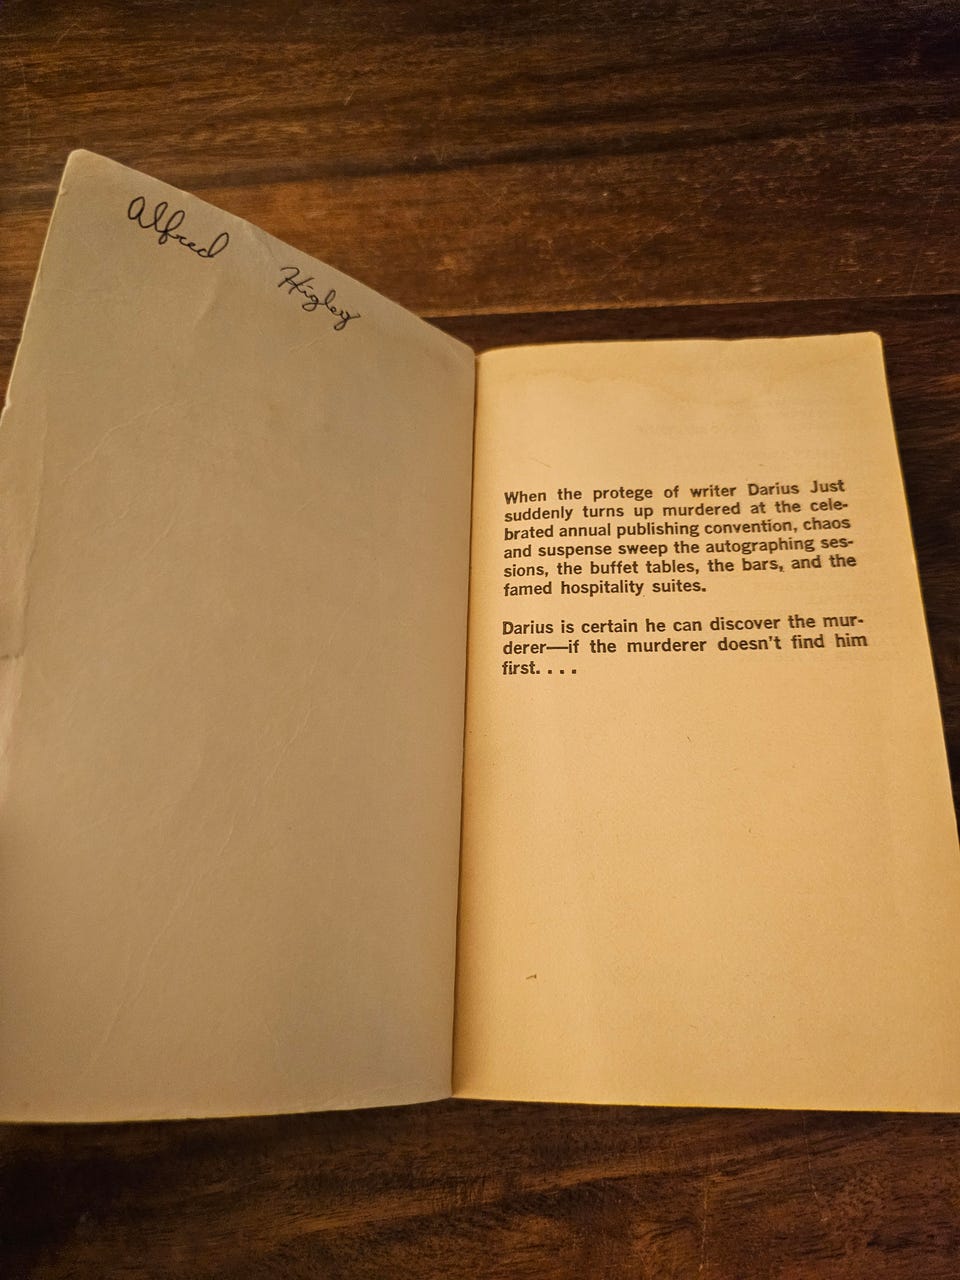 Alfred Higley
When the protege of writer Darius Just
suddenly turns up murdered at the cele-
brated annual publishing convention, chaos
and suspense sweep the autographing ses-
sions, the buffet tables, the bars, and the
famed hospitality suites.
Darius is certain he can discover the mur-
derer—if the murderer doesn't find him
first. . . .